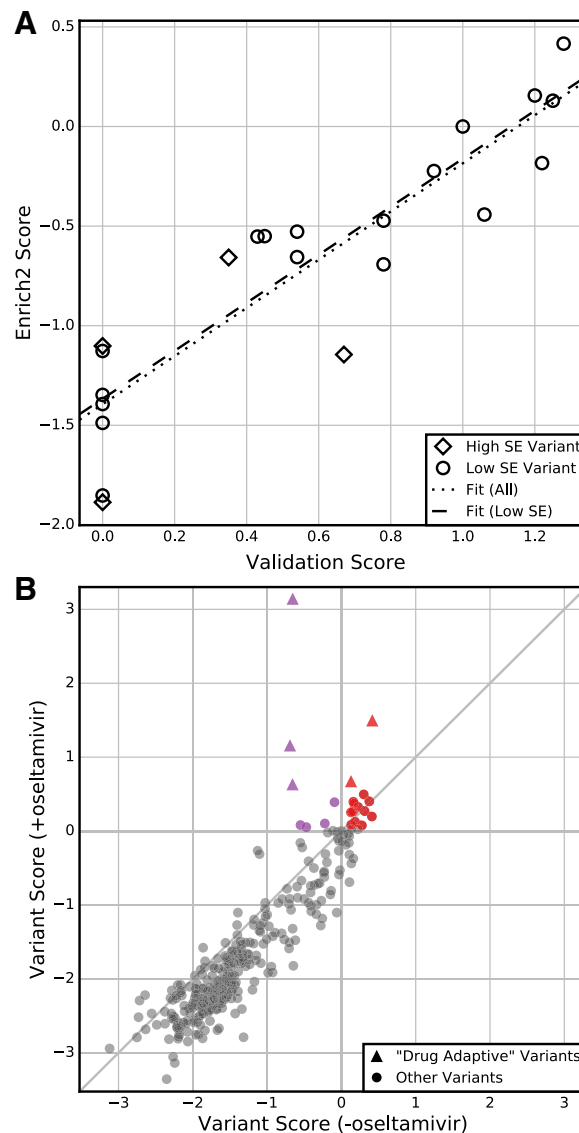 A
0.5
0.0
−0.5
−1.0
−1.5
−2.0
Enrich2 Score
High SE Variant
Low SE Variant
Fit (All)
Fit (Low SE)
0.0 0.2 0.4 0.6 0.8 1.0 1.2
Validation Score
B
3
2
1
0
−1
−2
−3
Variant Score (+oseltamivir)
"Drug Adaptive" Variants
Other Variants
−3 −2 −1 0 1 2 3
Variant Score (-oseltamivir)